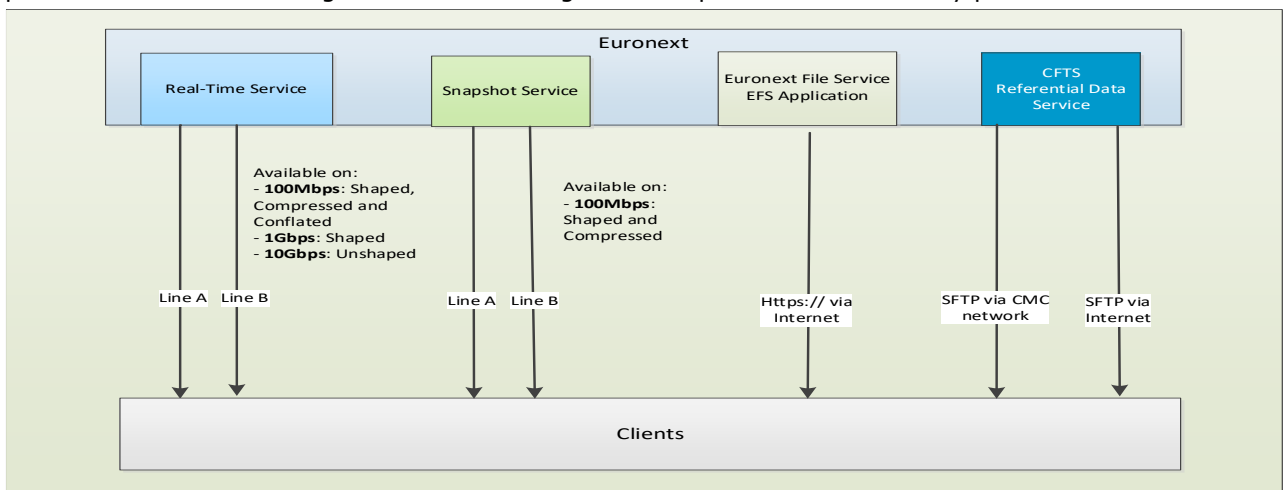 Euronext
Real-Time Service
Snapshot Service
Euronext File Service
EFS Application
CFTS
Referential Data
Service
Available on:
- 100Mbps: Shaped,
Compressed and
Conflated
- 1Gbps: Shaped
- 10Gbps: Unshaped
Available on:
- 100Mbps:
Shaped and
Compressed
Line A
Line B
Line A
Line B
Https:// via
Internet
SFTP via CMC
network
SFTP via
Internet
Clients